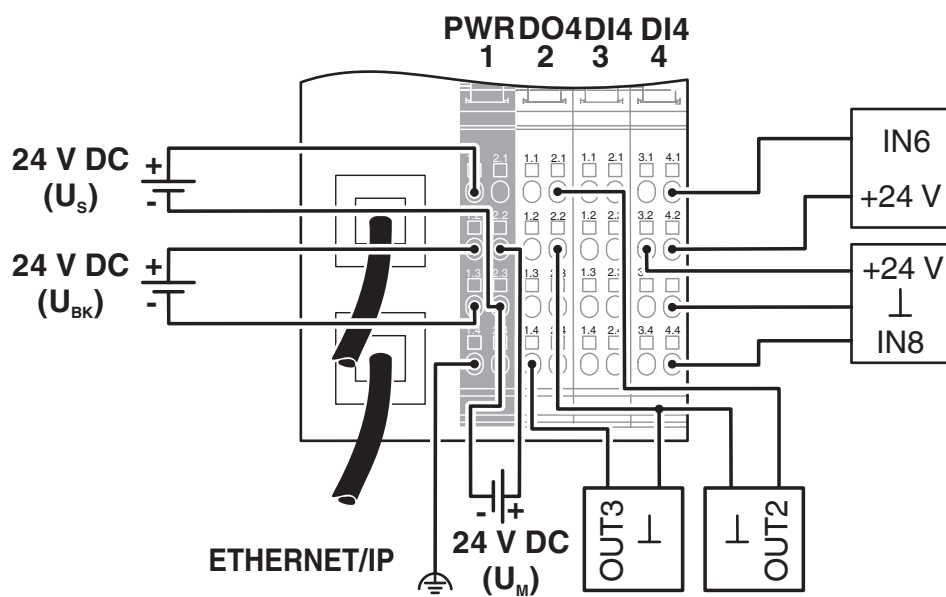 PWR DO4 DI4 DI4
1 2 3 4
24 V DC
(US)
+
-
24 V DC
(UBK)
+
-
2.1 1.1 2.1 1.1 2.1 3.1 4.1
1.2 2.2 1.2 2.2 1.2 2.2 3.2 4.2
1.3 2.3 1.3 2.3 1.3 2.3
1.4 1.4 2.4 1.4 2.4 3.4 4.4
IN6
+24 V
+24 V
⊥
IN8
- +
24 V DC
(UM)
ETHERNET/IP
OUT3 ⊥
⊥ OUT2